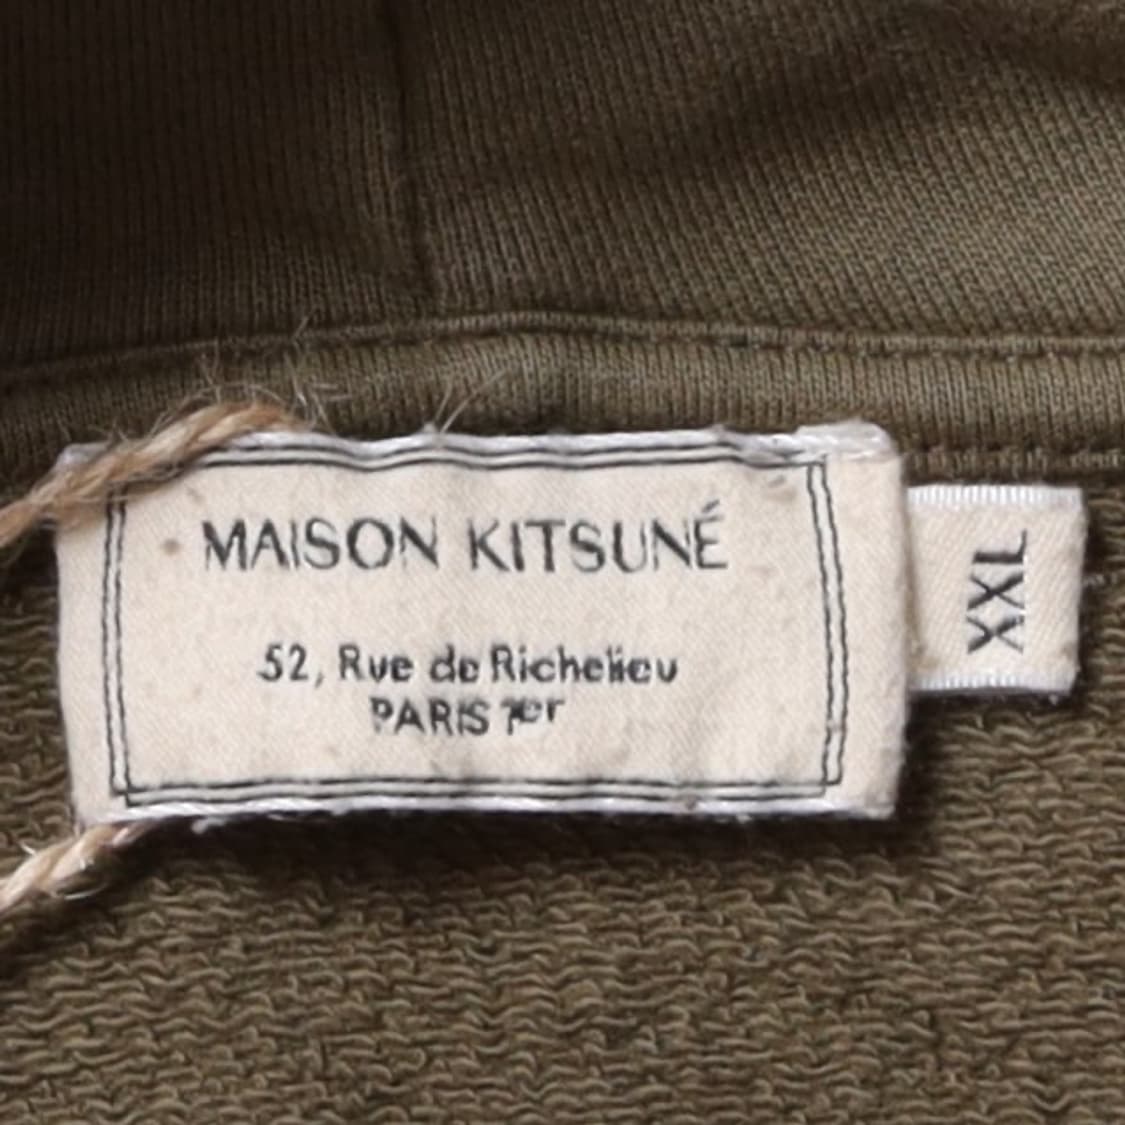 MAISON KITSUNÉ
52, Rue de Richelieu
PARIS 1er
XXL